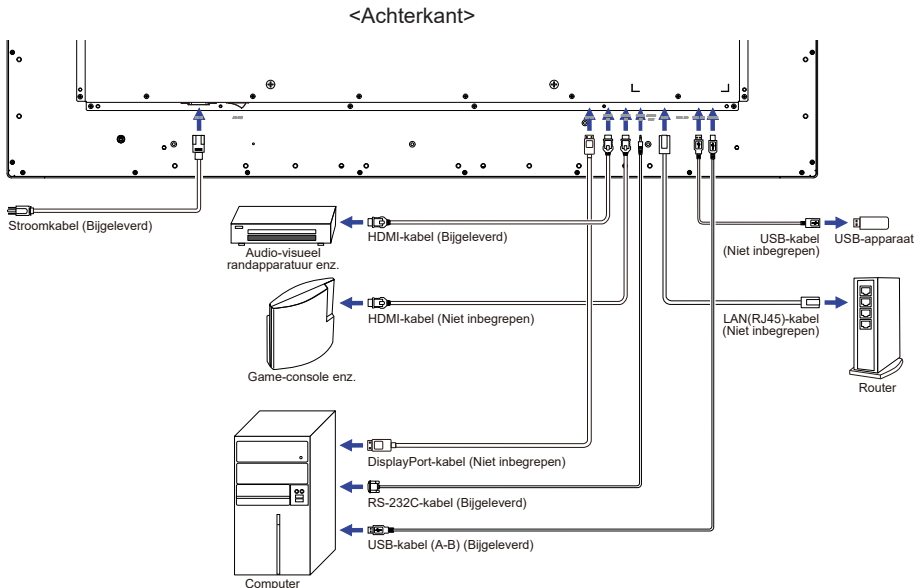 <Achterkant>
Stroomkabel (Bijgeleverd)
Audio-visueel
randapparatuur enz.
HDMI-kabel (Bijgeleverd)
USB-kabel
(Niet inbegrepen)
USB-apparaat
Game-console enz.
HDMI-kabel (Niet inbegrepen)
LAN(RJ45)-kabel
(Niet inbegrepen)
Router
DisplayPort-kabel (Niet inbegrepen)
RS-232C-kabel (Bijgeleverd)
USB-kabel (A-B) (Bijgeleverd)
Computer